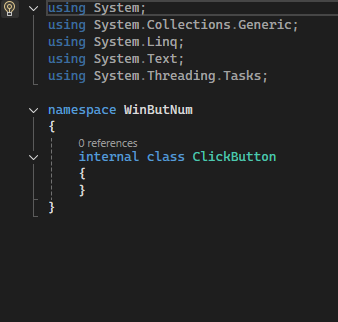 using System;
using System.Collections.Generic;
using System.Linq;
using System.Text;
using System.Threading.Tasks;
namespace WinButNum
{
0 references
internal class ClickButton
{
}
}